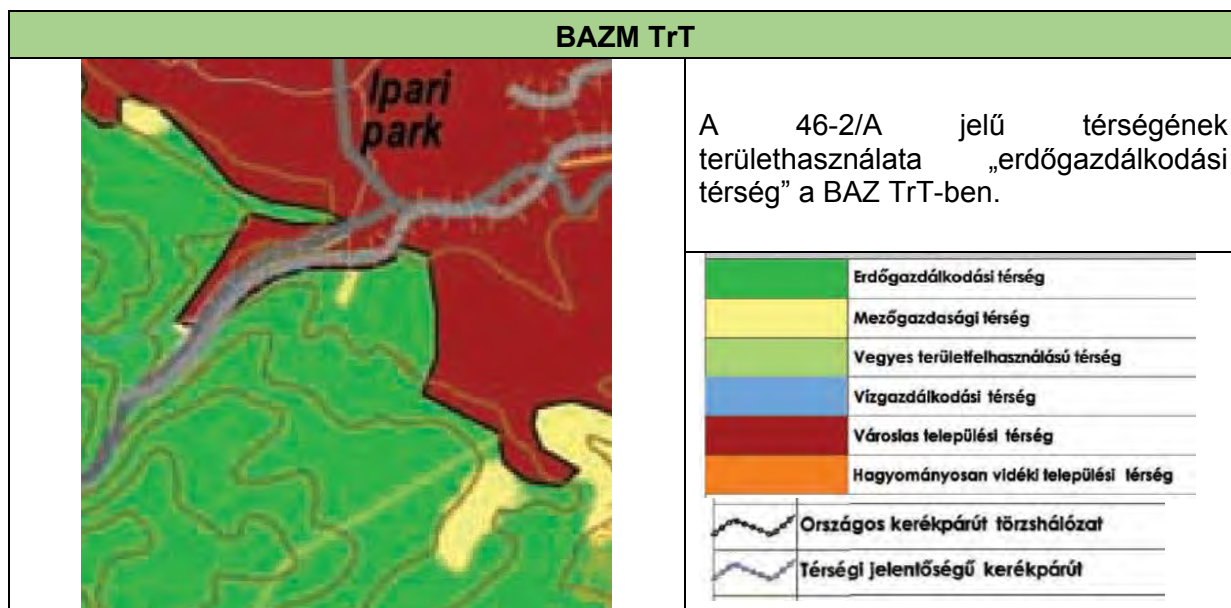 BAZM TrT
Ipari
park
A 46-2/A jelű térségének
területhasználata „erdőgazdálkodási
térség” a BAZ TrT-ben.
Erdőgazdálkodási térség
Mezőgazdasági térség
Vegyes területfelhasználású térség
Vízgazdálkodási térség
Városias települési térség
Hagyományosan vidéki települési térség
Országos kerékpárút törzshálózat
Térségi jelentőségű kerékpárút